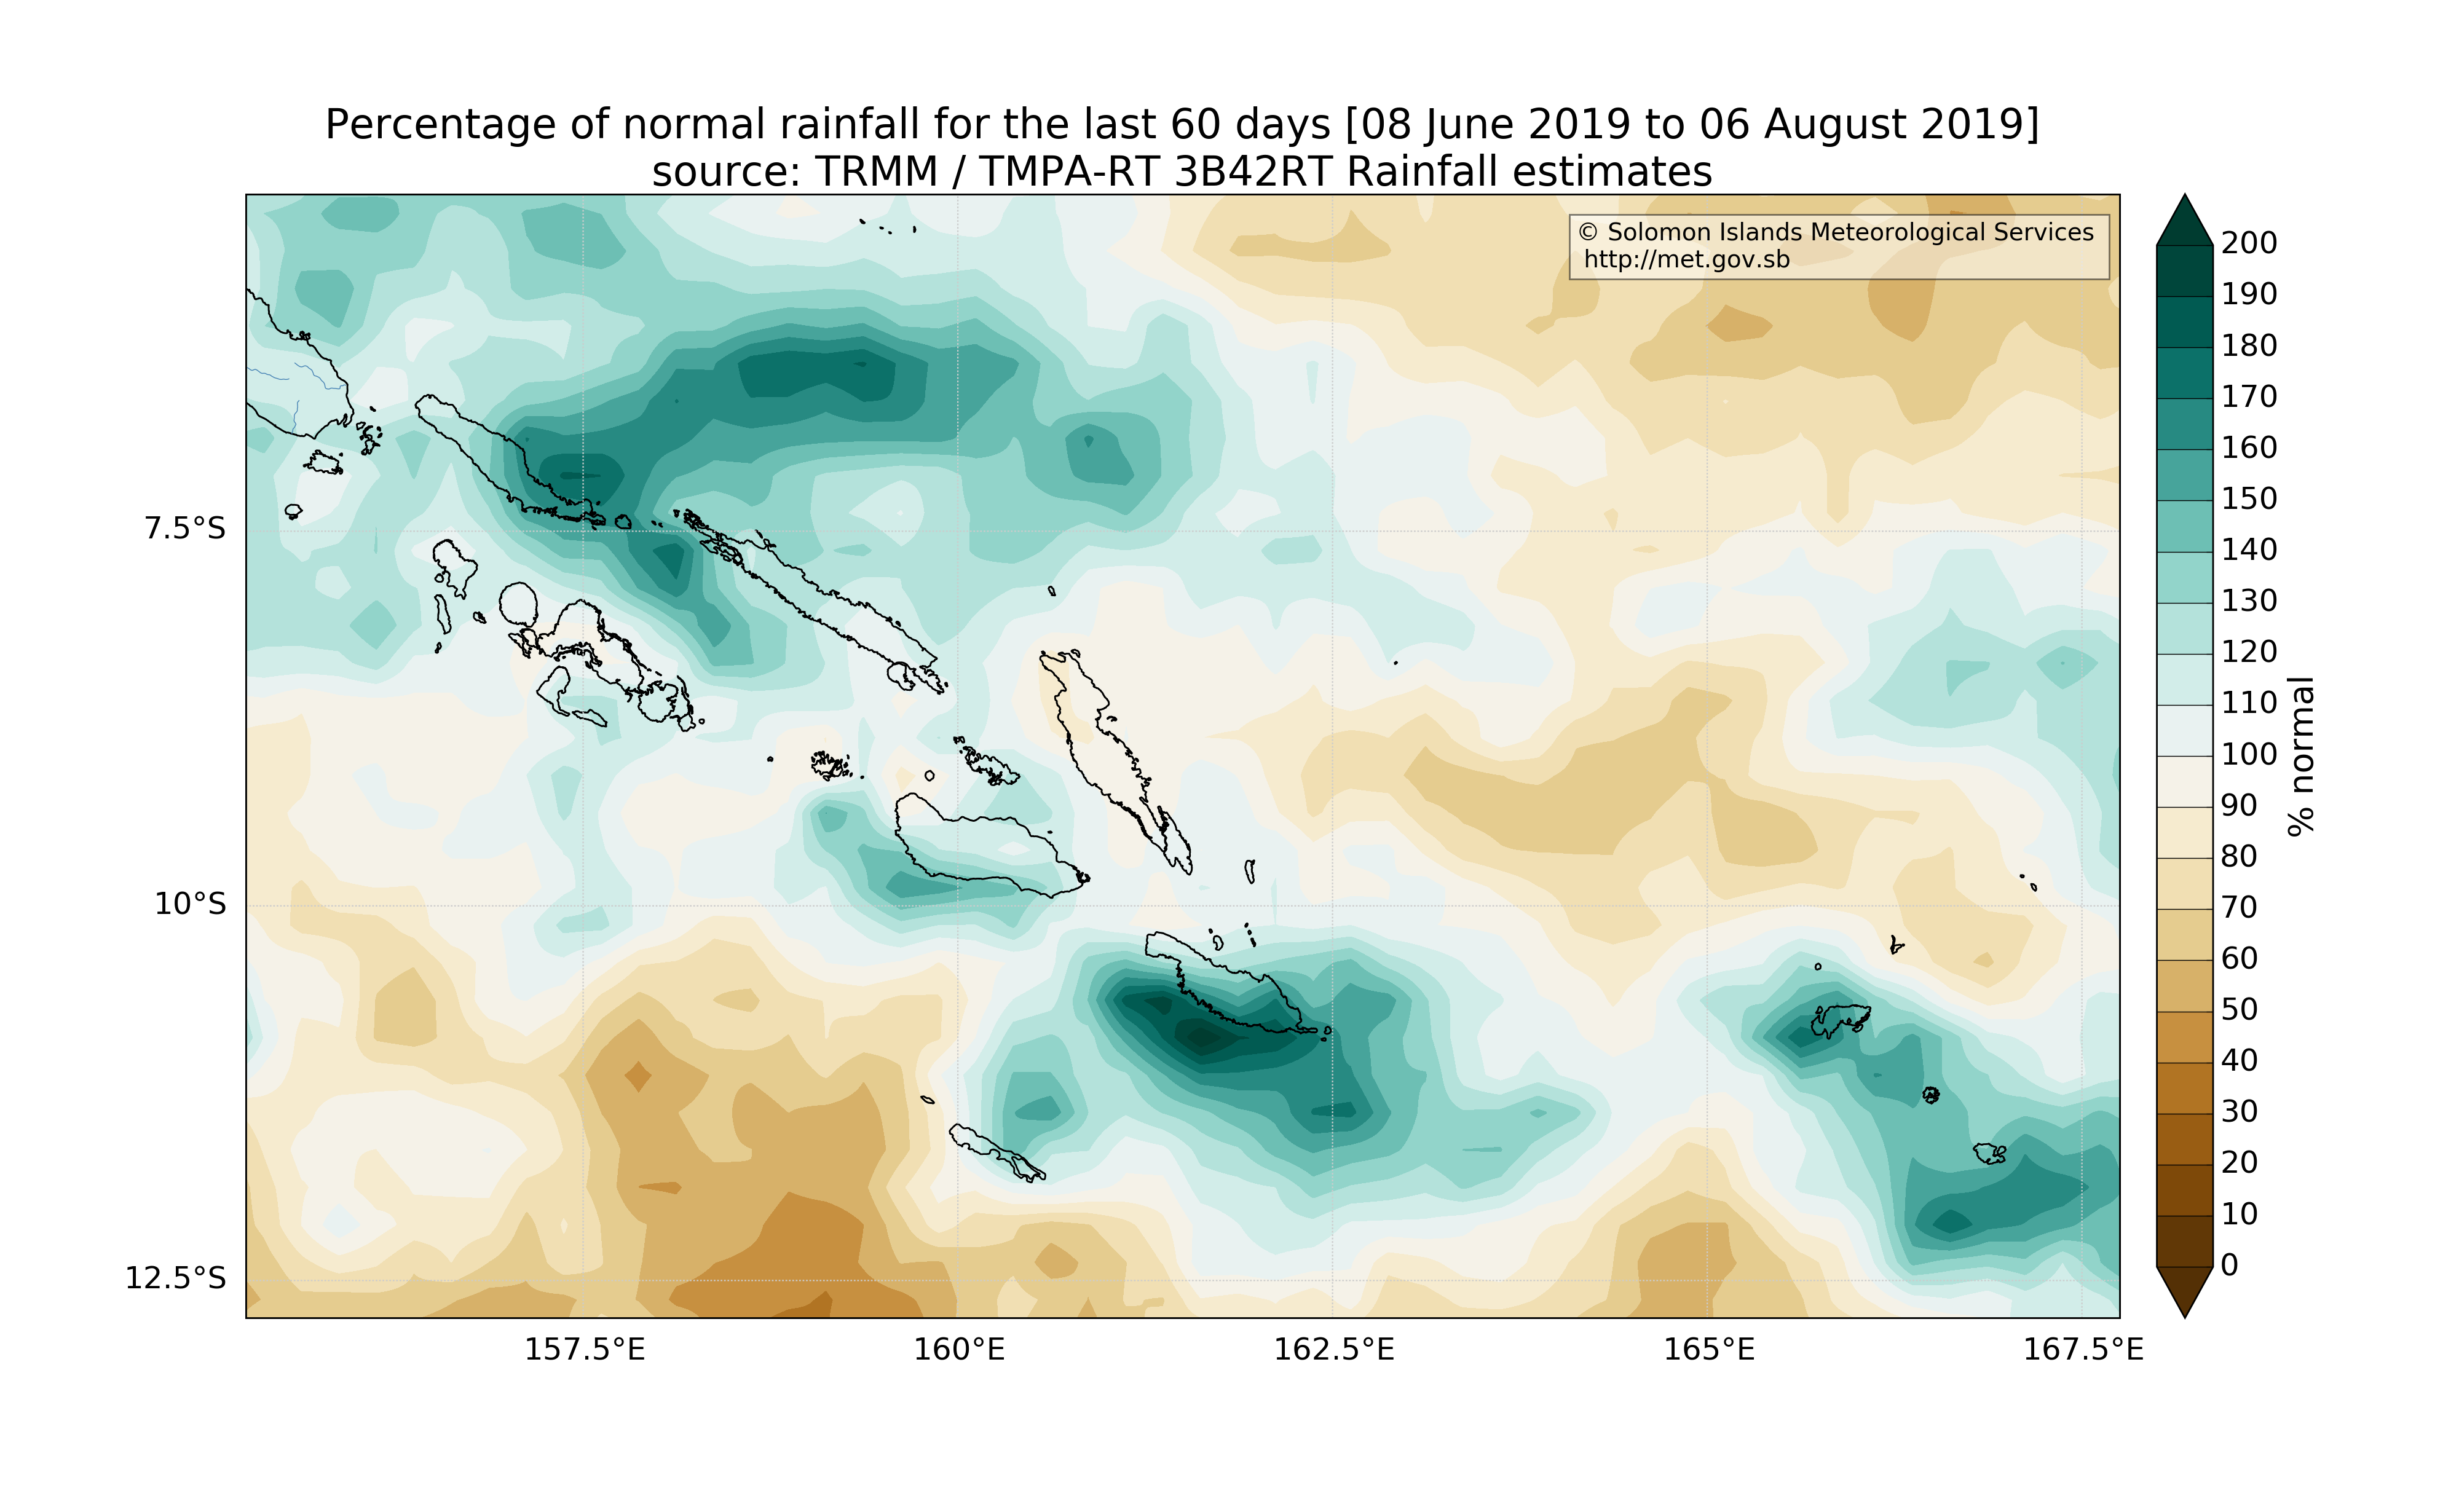 Percentage of normal rainfall for the last 60 days [08 June 2019 to 06 August 2019]
source: TRMM / TMPA-RT 3B42RT Rainfall estimates
© Solomon Islands Meteorological Services
http://met.gov.sb
7.5°S
10°S
12.5°S
157.5°E
160°E
162.5°E
165°E
167.5°E
200
190
180
170
160
150
140
130
120
110
100
90
80
70
60
50
40
30
20
10
0
% normal